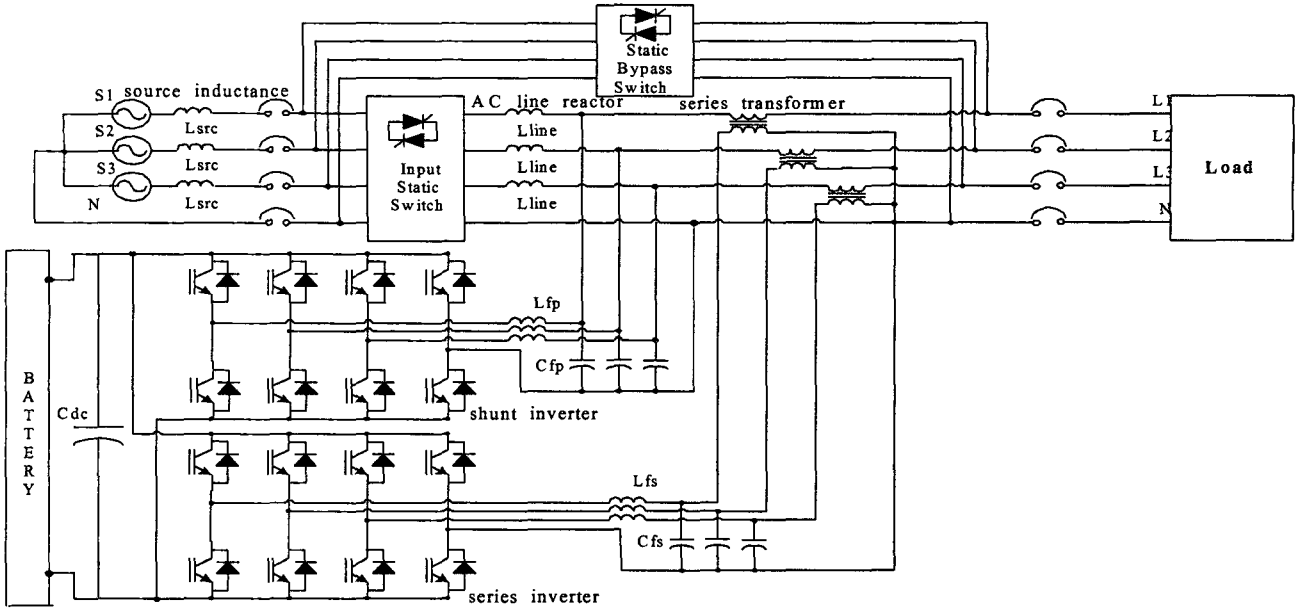 Static
Bypass
Switch
S1 source inductance
AC line reactor
series transformer
L1
Lsrc
S2
Lline
L2
Lsrc
Input
Static
Switch
Lline
Load
S3
L3
N
Lsrc
Lline
N
Lfp
BATTERY
Cdc
Cfp
shunt inverter
Lfs
Cfs
series inverter